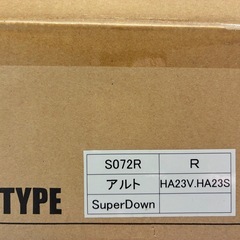 S072R R
アルト HA23V.HA23S
SuperDown
TYPE